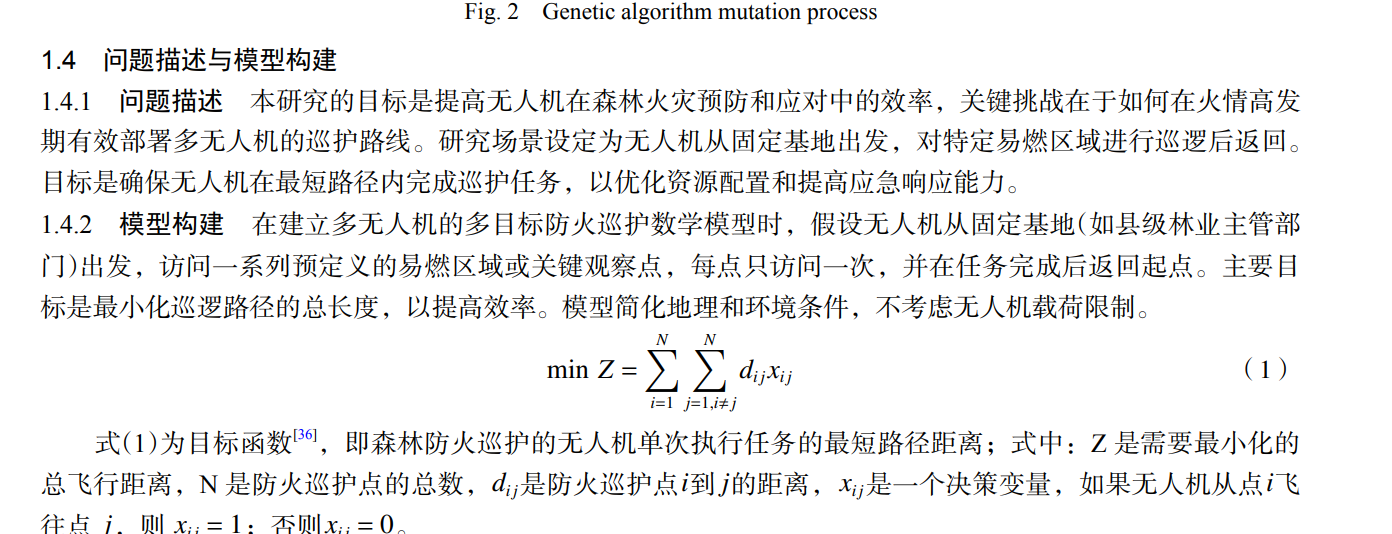 Fig. 2 Genetic algorithm mutation process
1.4 问题描述与模型构建
1.4.1 问题描述 本研究的目标是提高无人机在森林火灾预防和应对中的效率，关键挑战在于如何在火情高发
期有效部署多无人机的巡护路线。研究场景设定为无人机从固定基地出发，对特定易燃区域进行巡逻后返回。
目标是确保无人机在最短路径内完成巡护任务，以优化资源配置和提高应急响应能力。
1.4.2 模型构建 在建立多无人机的多目标防火巡护数学模型时，假设无人机从固定基地(如县级林业主管部
门)出发，访问一系列预定义的易燃区域或关键观察点，每点只访问一次，并在任务完成后返回起点。主要目
标是最小化巡逻路径的总长度，以提高效率。模型简化地理和环境条件，不考虑无人机载荷限制。
min Z = ∑_{i=1}^{N} ∑_{j=1,i≠j}^{N} d_{ij}x_{ij} （1）
式(1)为目标函数[36]，即森林防火巡护的无人机单次执行任务的最短路径距离；式中：Z 是需要最小化的
总飞行距离，N 是防火巡护点的总数，d_{ij}是防火巡护点i到j的距离，x_{ij}是一个决策变量，如果无人机从点i飞
往点 j，则 x_{ij} = 1；否则x_{ij} = 0。